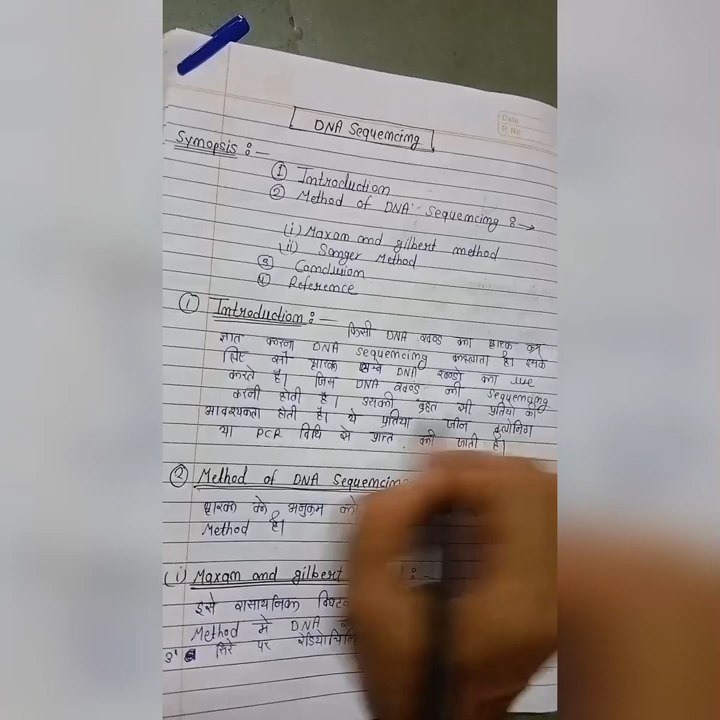 Date
P. No
DNA Sequencing
Synopsis :-
① Introduction
② Method of DNA Sequencing :→
(i) Maxam and gilbert method
(ii) Sanger Method
③ Conclusion
④ Reference
① Introduction :-
किसी DNA खण्ड का क्षारक क्रम
ज्ञात करना DNA sequencing कहलाता है। इसके
लिए सौ क्षारक DNA खण्डो का use
करते है। जिस DNA खण्ड की Sequencing
करनी होती है। उसकी बहुत सी प्रतियो की
आवश्यकता होती है। ये प्रतिया जीन क्लोनिंग
या PCR विधि से प्राप्त की जाती है।
② Method of DNA Sequencing
क्षारक के अनुक्रम को
Method है।
(i) Maxam and gilbert
इसे रासायनिक
Method मे DNA
3' सिरे पर